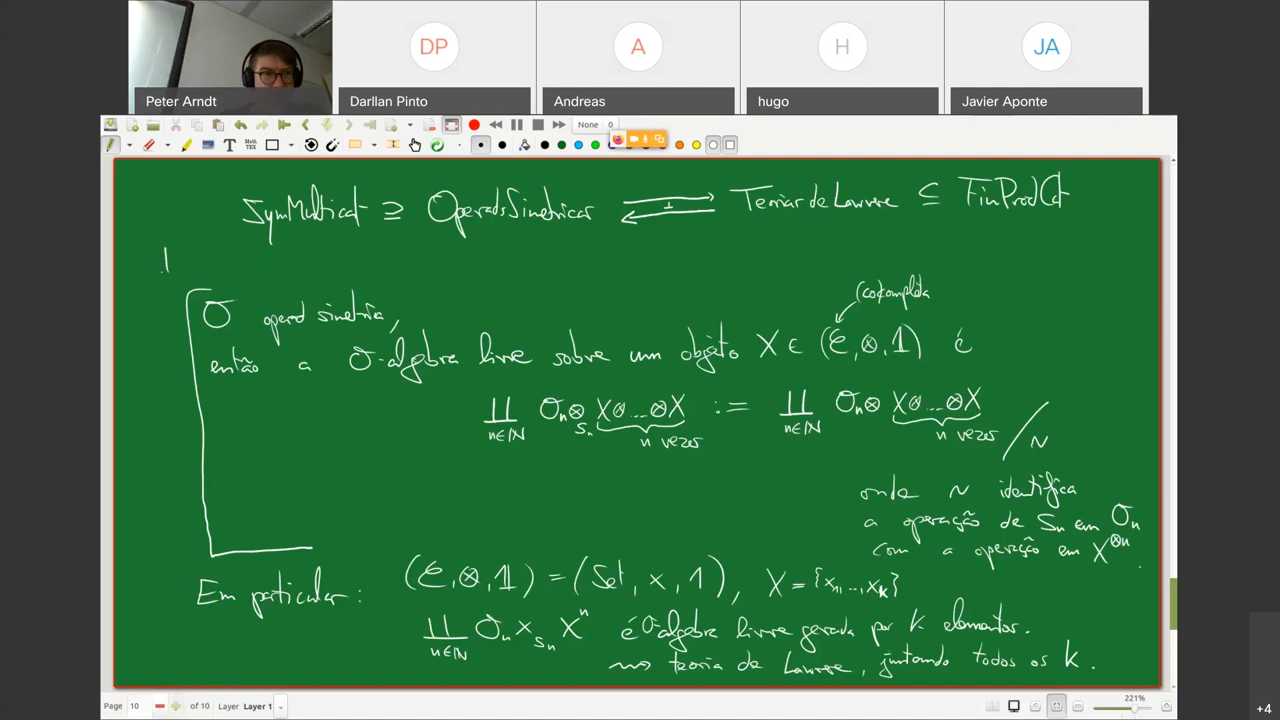 DP A H JA
Peter Arndt Darllan Pinto Andreas hugo Javier Aponte
None 0
SymMulticat ⊇ OperadsSimetricas ⇄ Teorias de Lawvere ⊆ FinProdCat
(co)completa
O operad simetria,
então a O-algebra livre sobre um objeto X ∈ (C, ⊗, 𝟙) é
∐ O_n ⊗ X⊗...⊗X := ∐ O_n ⊗ X⊗...⊗X / ~
n∈ℕ S_n n vezes n∈ℕ n vezes
onde ~ identifica
a operação de S_n em O_n
com a operação em X^⊗n.
Em particular: (C, ⊗, 𝟙) = (Set, ×, 1), X = {x_1, ..., x_k}
∐ O_n ×_{S_n} X^n é O-algebra livre gerada por k elementos.
n∈ℕ
⇝ teoria de Lawvere, juntando todos os k.
Page 10 of 10 Layer Layer 1
221%
+4